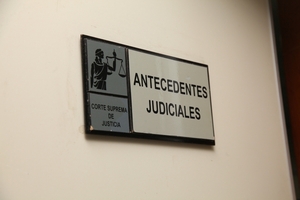 CORTE SUPREMA
DE
JUSTICIA
ANTECEDENTES
JUDICIALES